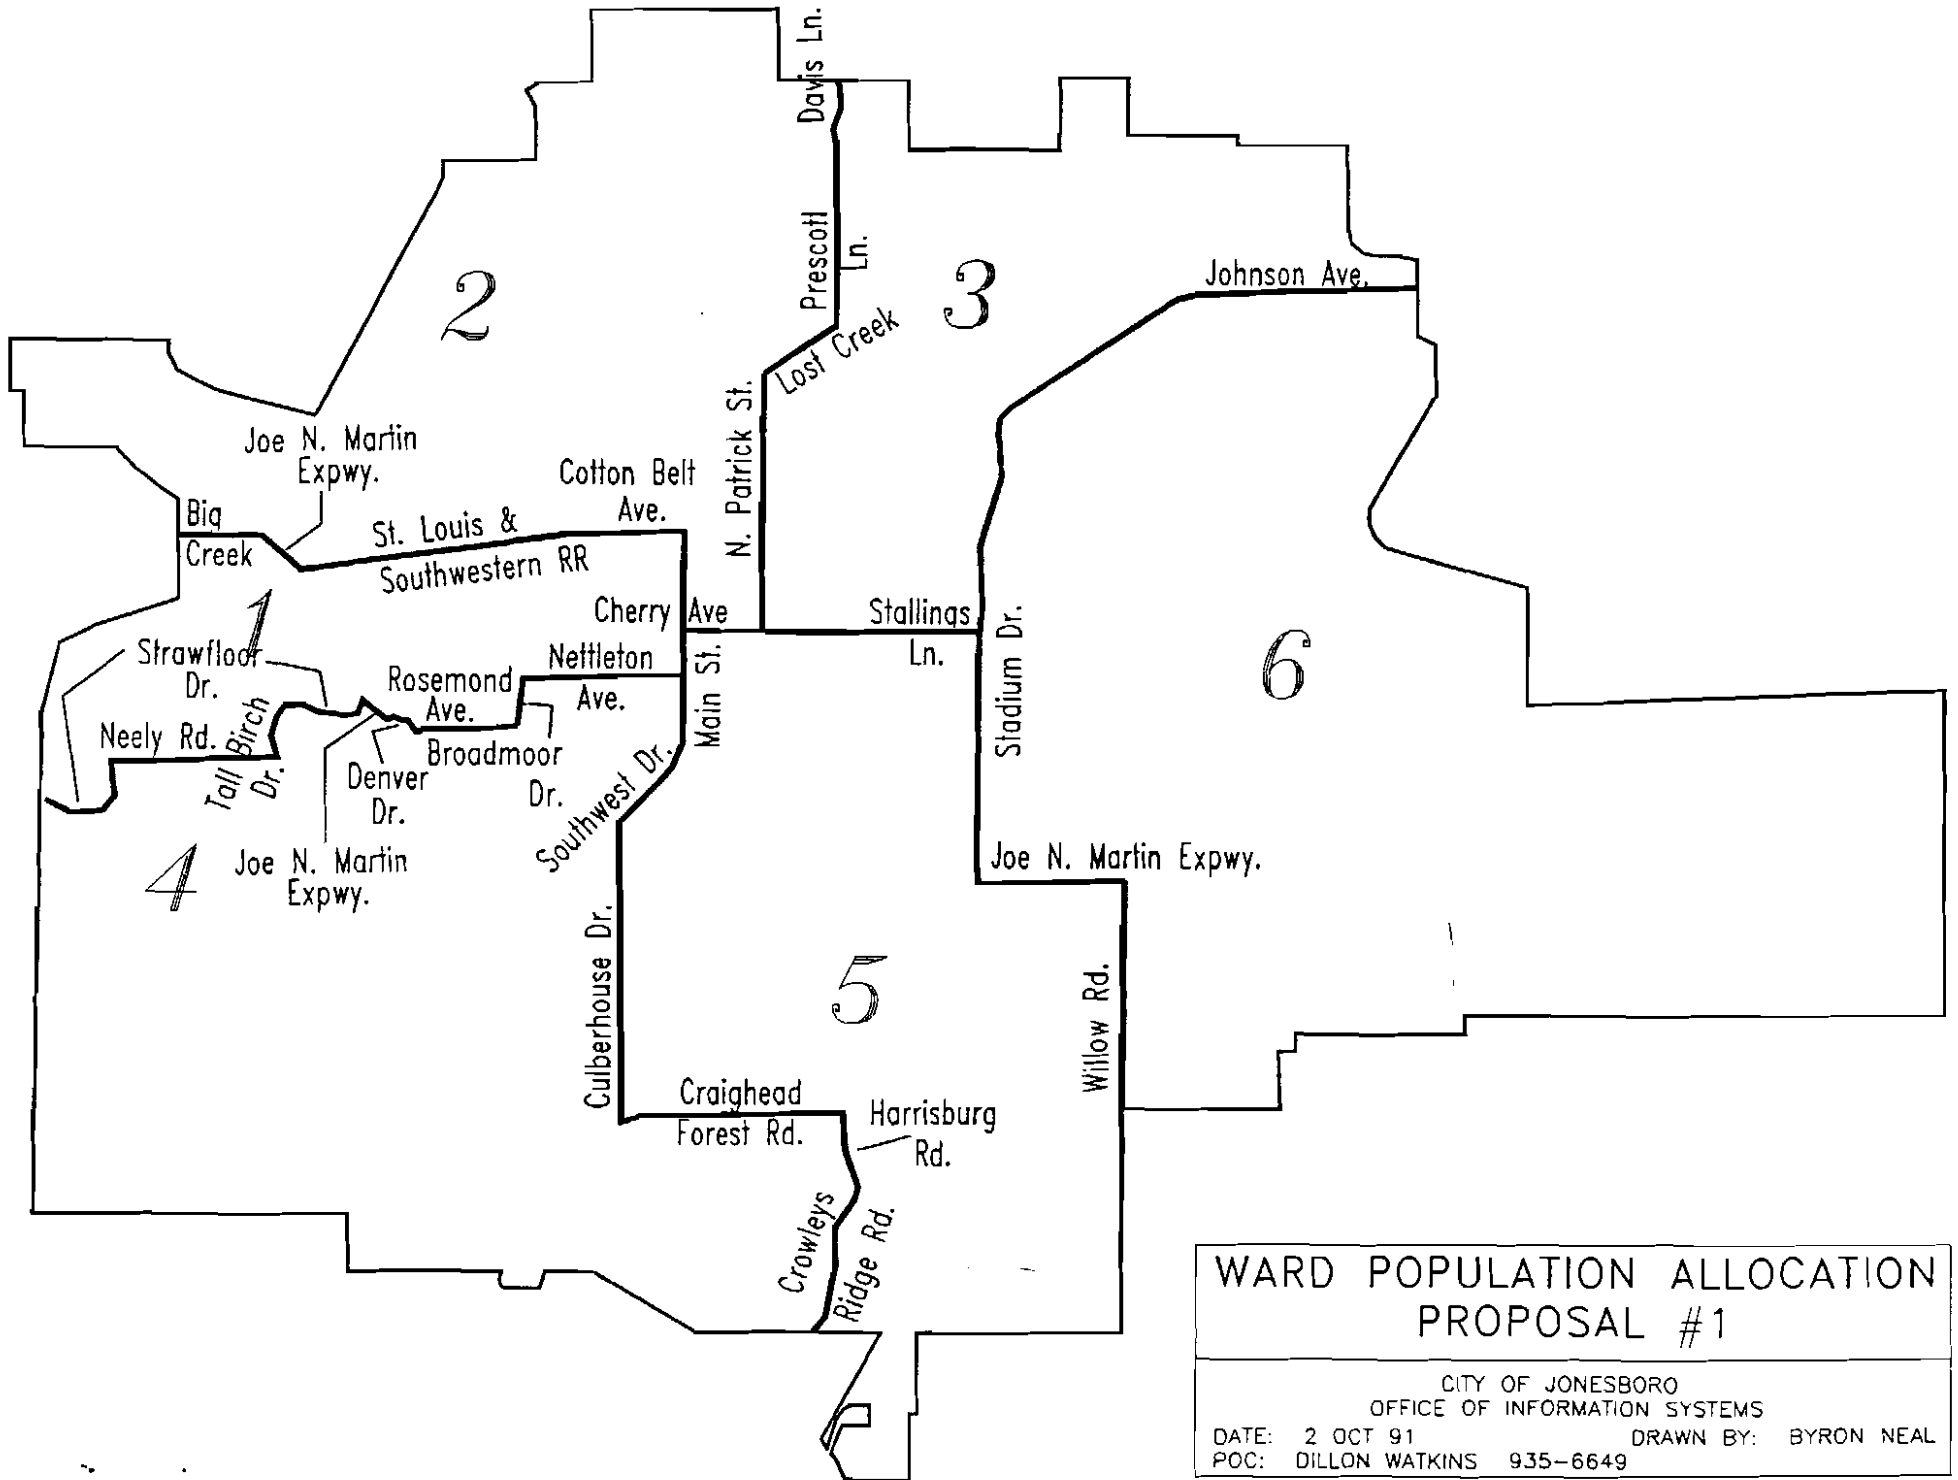 Davis Ln.
Prescott
Ln.
2
3
Johnson Ave.
Lost Creek
N. Patrick St.
Joe N. Martin
Expwy.
Cotton Belt
Ave.
Big
Creek
St. Louis &
Southwestern RR
1
Cherry Ave
Stallings
Ln.
Stadium Dr.
6
Strawfloor
Dr.
Nettleton
Ave.
Main St.
Rosemond
Ave.
Neely Rd.
Tall Birch
Dr.
Broadmoor
Dr.
Denver
Dr.
Southwest Dr.
4
Joe N. Martin
Expwy.
Joe N. Martin Expwy.
Culberhouse Dr.
5
Willow Rd.
Craighead
Forest Rd.
Harrisburg
Rd.
Crowleys
Ridge Rd.
WARD POPULATION ALLOCATION
PROPOSAL #1
CITY OF JONESBORO
OFFICE OF INFORMATION SYSTEMS
DATE: 2 OCT 91 DRAWN BY: BYRON NEAL
POC: DILLON WATKINS 935-6649